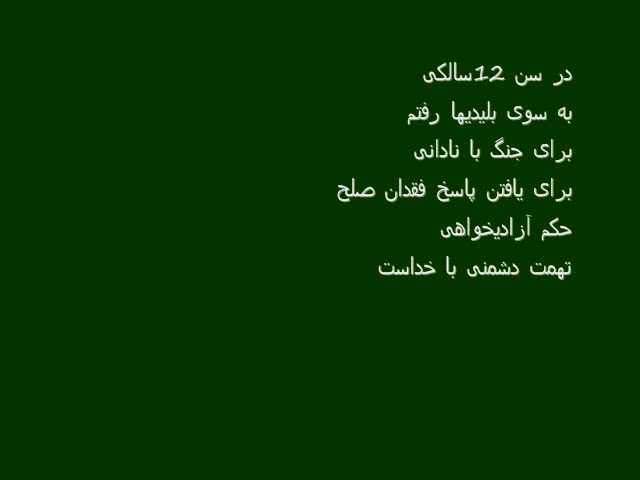 در سن 12سالکی
به سوی بلیدیها رفتم
برای جنگ با نادانی
برای یافتن پاسخ فقدان صلح
حکم آزادیخواهی
تهمت دشمنی با خداست